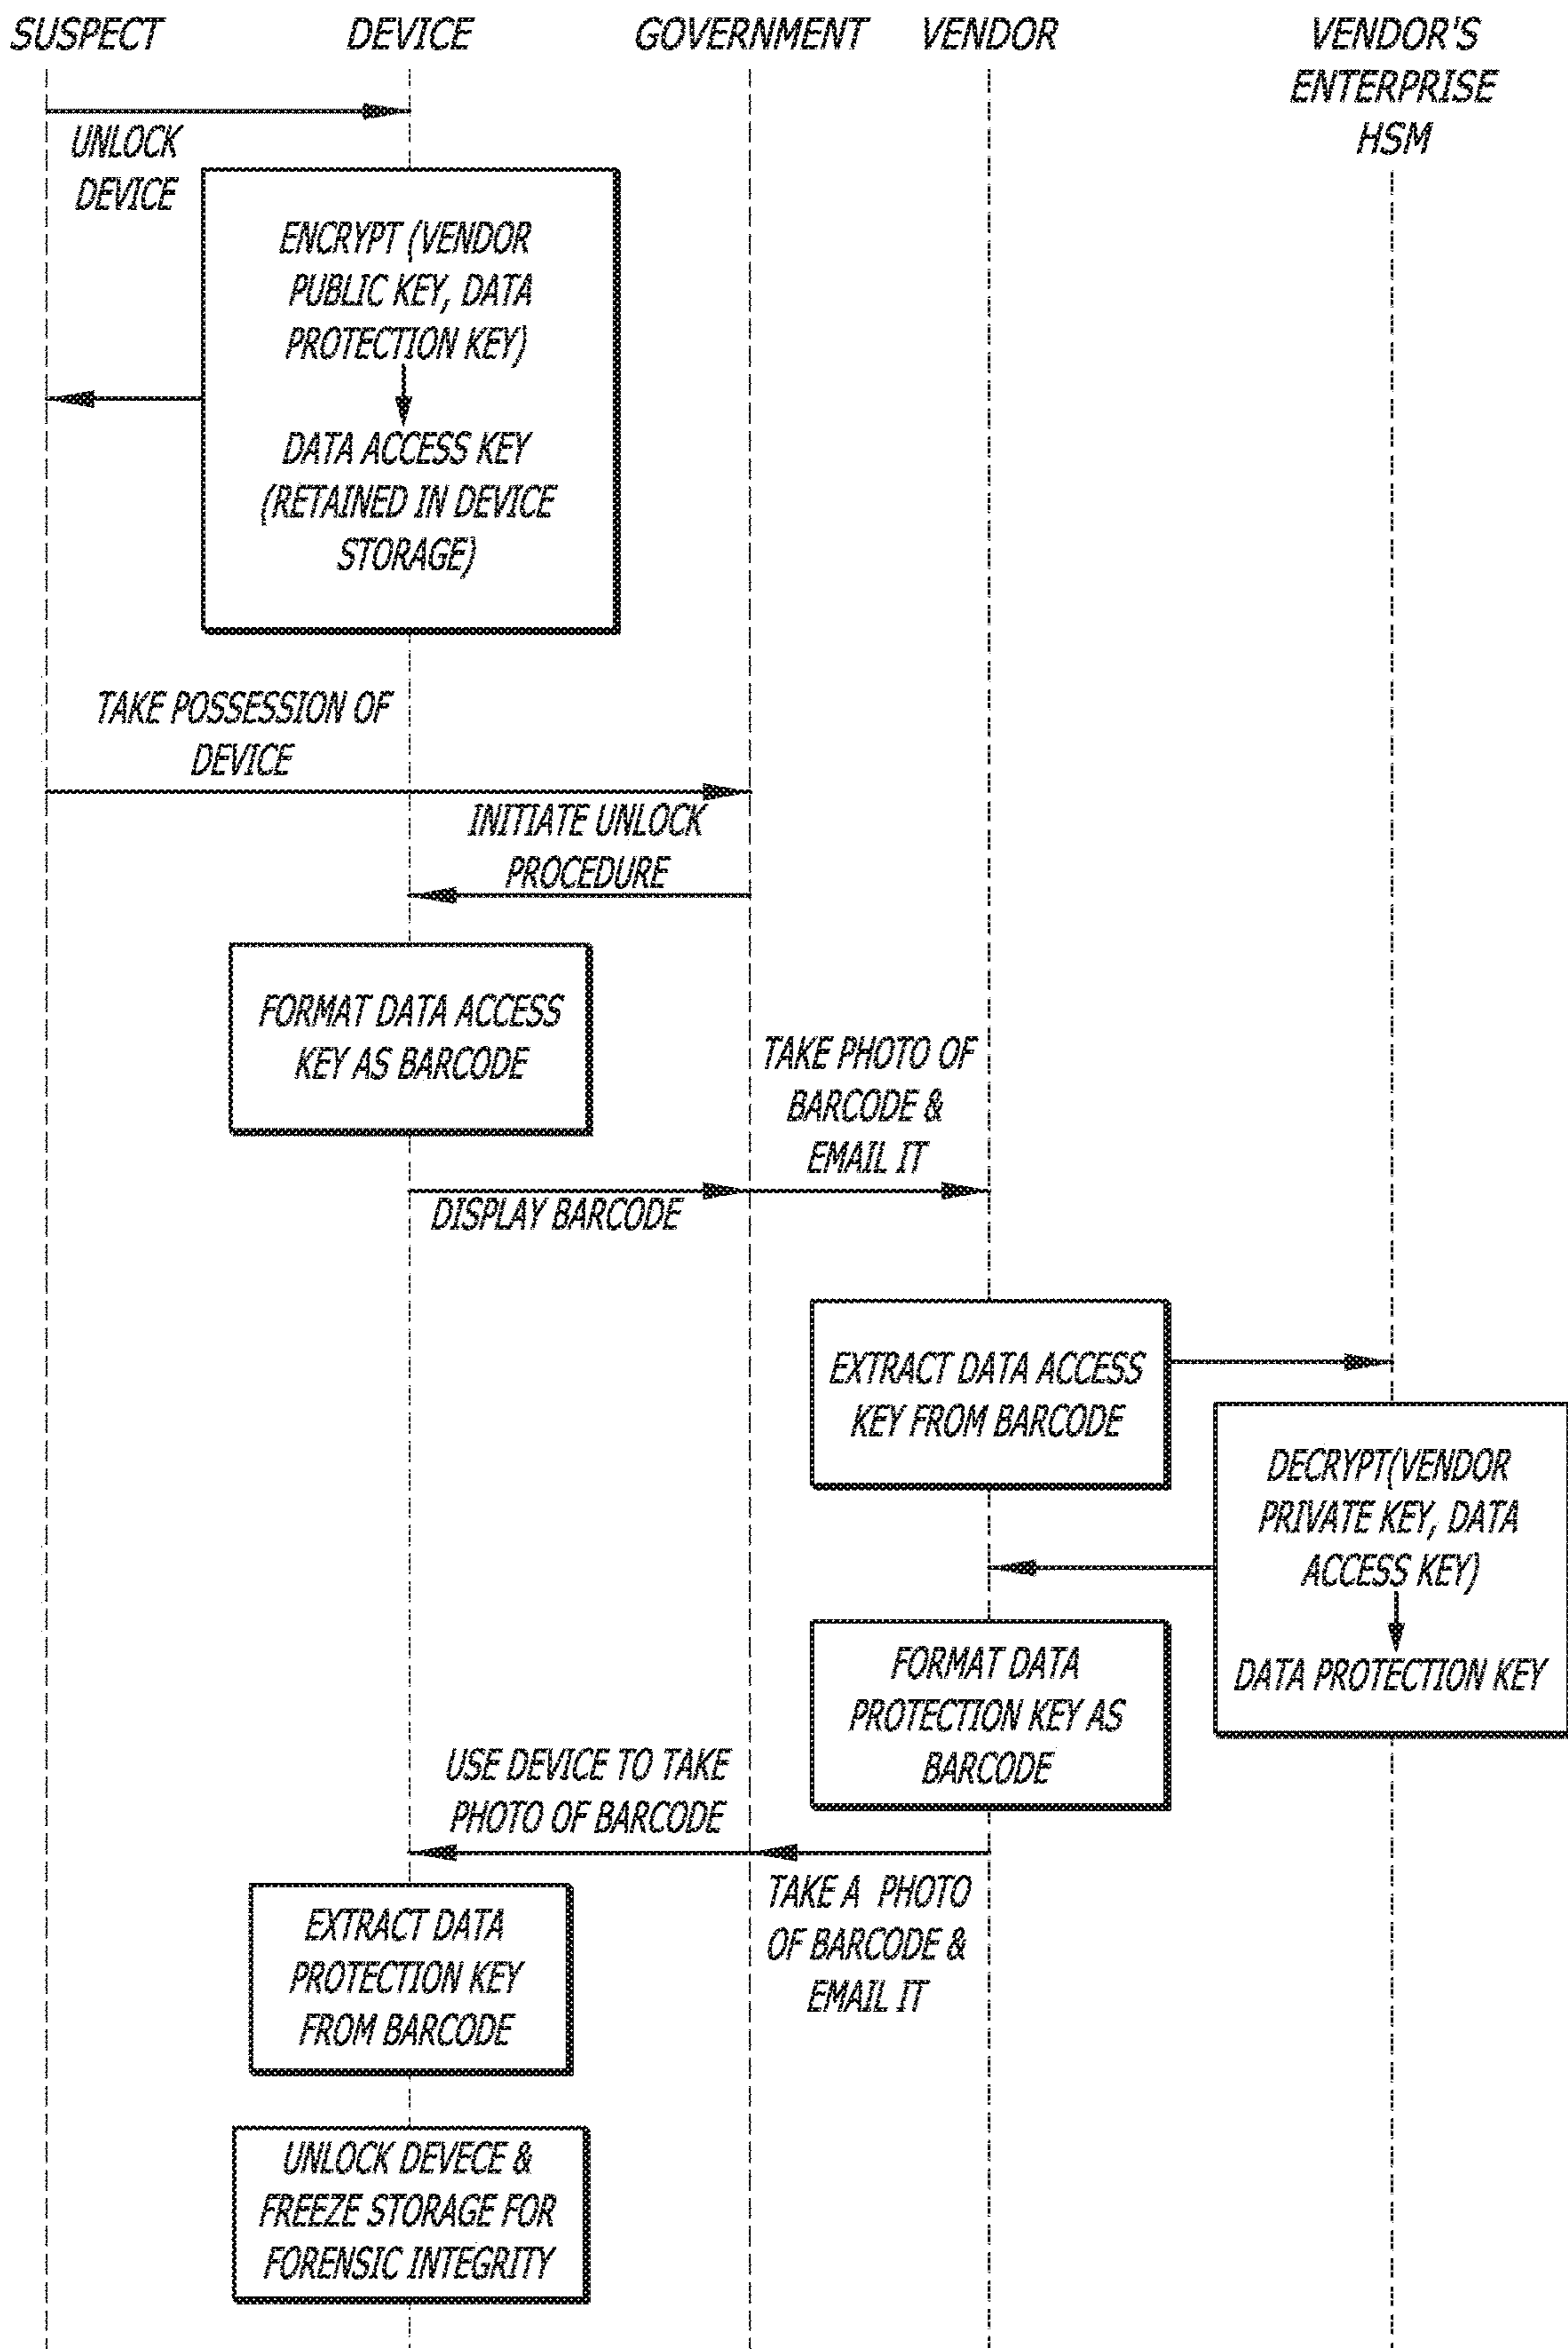 SUSPECT
DEVICE
GOVERNMENT
VENDOR
VENDOR'S
ENTERPRISE
HSM
UNLOCK
DEVICE
ENCRYPT (VENDOR
PUBLIC KEY, DATA
PROTECTION KEY)
DATA ACCESS KEY
(RETAINED IN DEVICE
STORAGE)
TAKE POSSESSION OF
DEVICE
INITIATE UNLOCK
PROCEDURE
FORMAT DATA ACCESS
KEY AS BARCODE
TAKE PHOTO OF
BARCODE &
EMAIL IT
DISPLAY BARCODE
EXTRACT DATA ACCESS
KEY FROM BARCODE
DECRYPT(VENDOR
PRIVATE KEY, DATA
ACCESS KEY)
DATA PROTECTION KEY
FORMAT DATA
PROTECTION KEY AS
BARCODE
USE DEVICE TO TAKE
PHOTO OF BARCODE
TAKE A PHOTO
OF BARCODE &
EMAIL IT
EXTRACT DATA
PROTECTION KEY
FROM BARCODE
UNLOCK DEVECE &
FREEZE STORAGE FOR
FORENSIC INTEGRITY